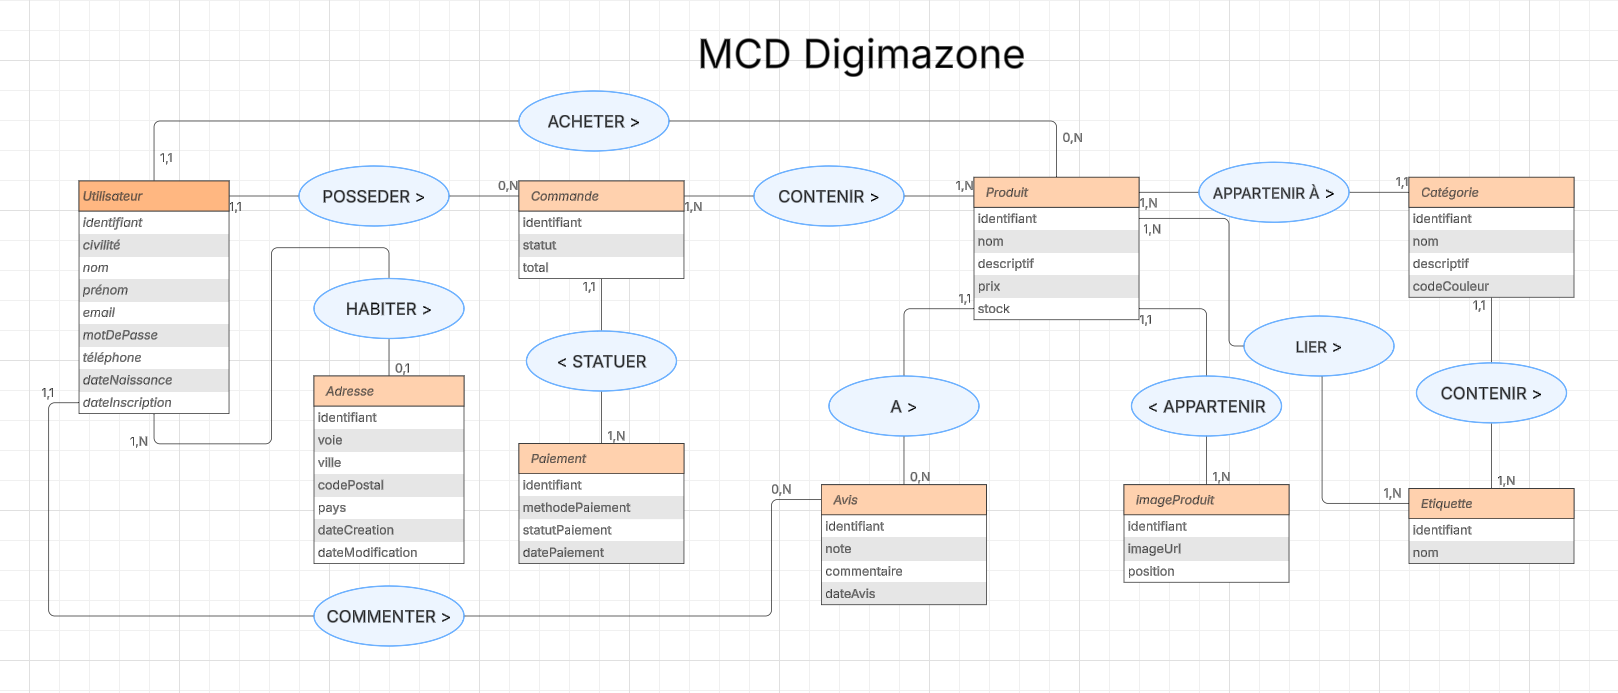 MCD Digimazone
ACHETER >
1,1
0,N
Utilisateur
identifiant
civilité
nom
prénom
email
motDePasse
téléphone
dateNaissance
dateInscription
1,1
POSSEDER >
0,N
Commande
identifiant
statut
total
1,N
CONTENIR >
1,N
Produit
identifiant
nom
descriptif
prix
stock
1,N
APPARTENIR À >
1,1
Catégorie
identifiant
nom
descriptif
codeCouleur
1,N
HABITER >
0,1
1,N
Adresse
identifiant
voie
ville
codePostal
pays
dateCreation
dateModification
1,1
< STATUER
1,N
Paiement
identifiant
methodePaiement
statutPaiement
datePaiement
1,1
A >
0,N
Avis
identifiant
note
commentaire
dateAvis
1,1
< APPARTENIR
1,N
imageProduit
identifiant
imageUrl
position
LIER >
1,N
1,1
CONTENIR >
1,N
Etiquette
identifiant
nom
1,1
COMMENTER >
0,N